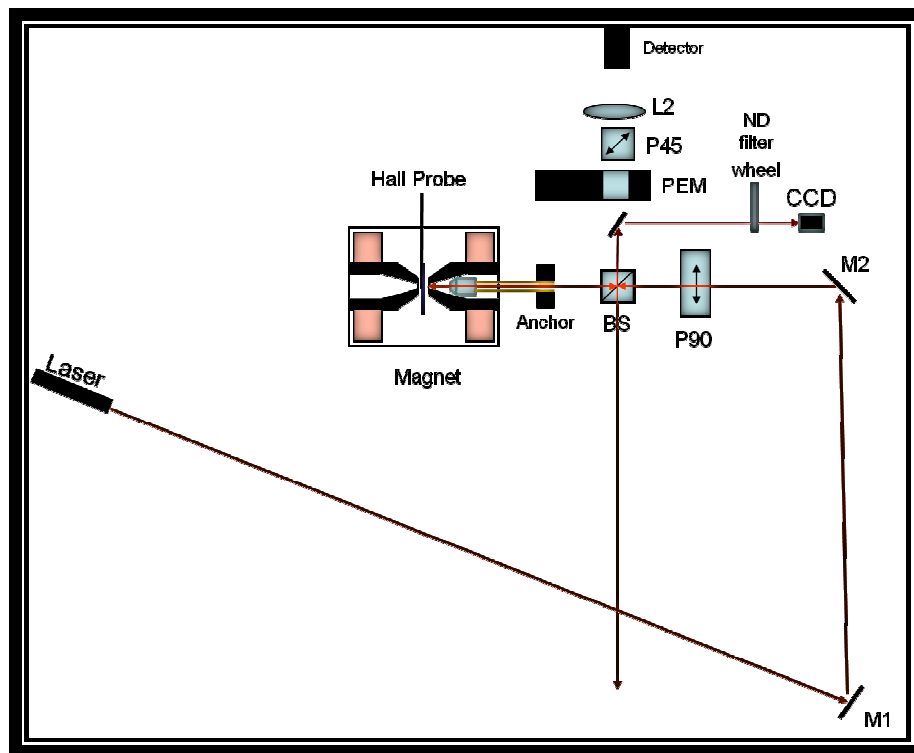 Detector
L2
ND
filter
wheel
P45
Hall Probe
PEM
CCD
M2
Anchor
BS
P90
Magnet
Laser
M1